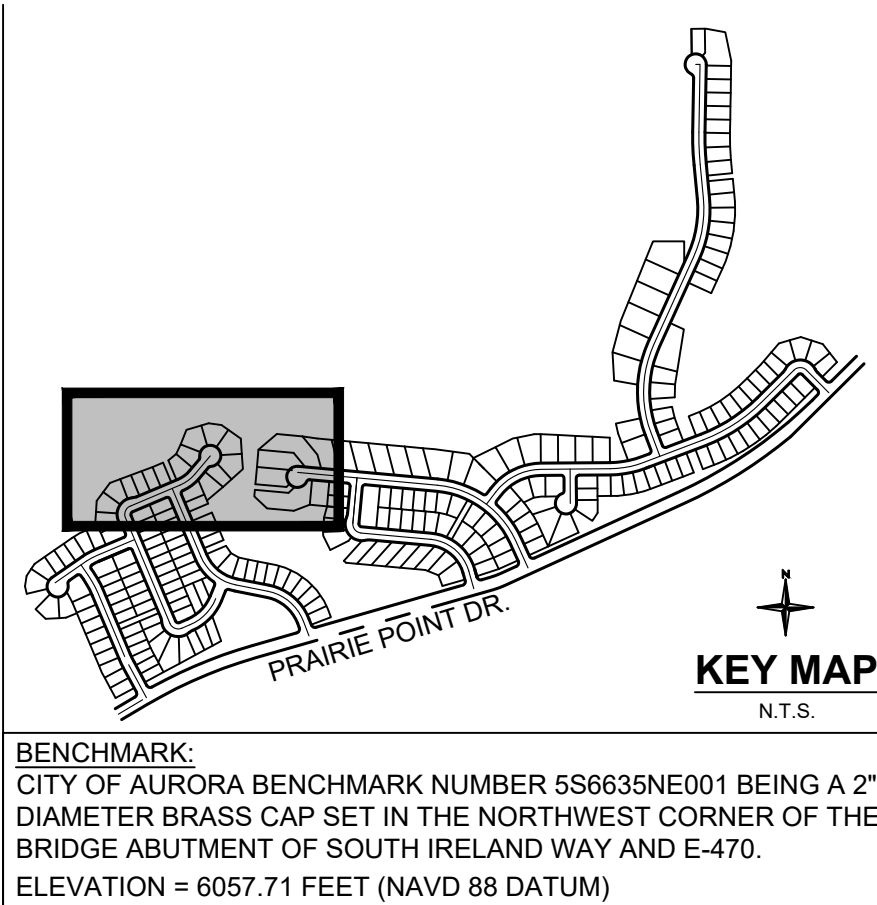 N
PRAIRIE POINT DR.
KEY MAP
N.T.S.
BENCHMARK:
CITY OF AURORA BENCHMARK NUMBER 5S6635NE001 BEING A 2"
DIAMETER BRASS CAP SET IN THE NORTHWEST CORNER OF THE
BRIDGE ABUTMENT OF SOUTH IRELAND WAY AND E-470.
ELEVATION = 6057.71 FEET (NAVD 88 DATUM)